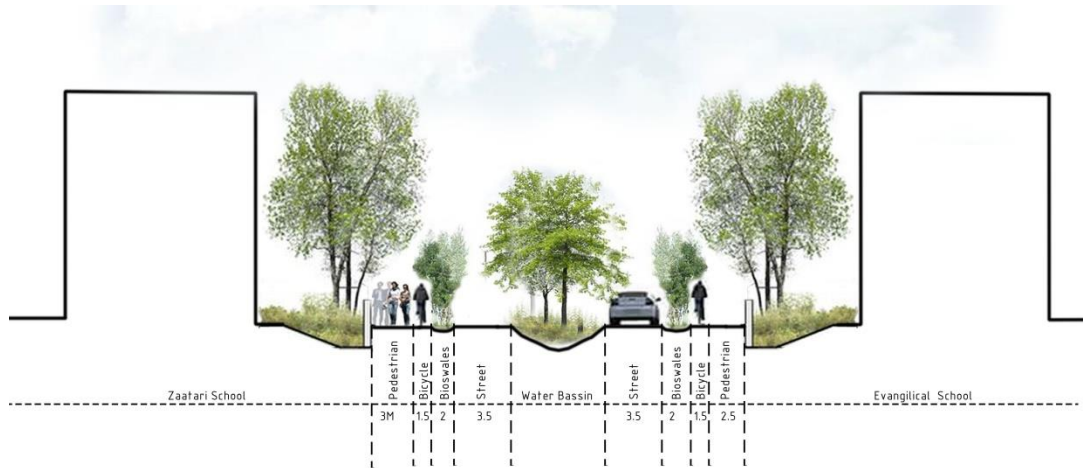 Zaatari School
Pedestrian
Bicycle
Bioswales
Street
Water Bassin
Street
Bioswales
Bicycle
Pedestrian
Evangilical School
3M
1.5
2
3.5
3.5
2
1.5
2.5